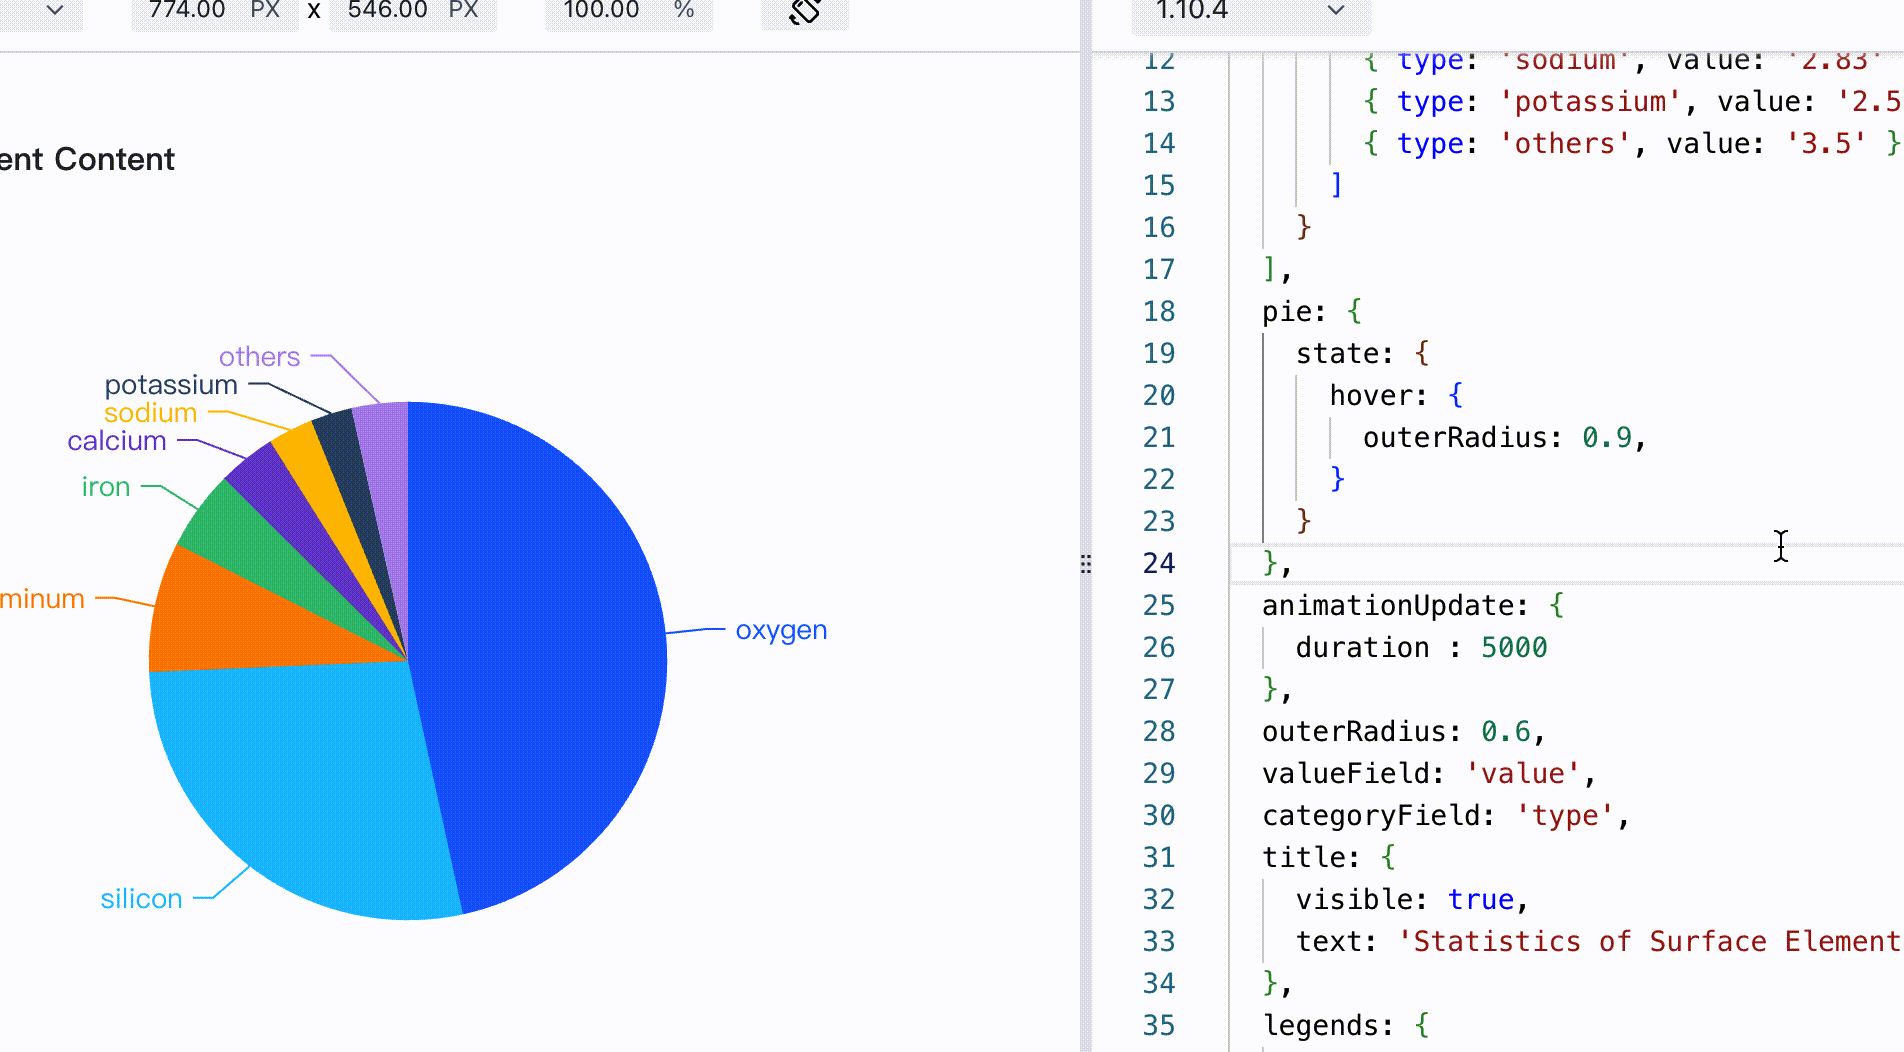 774.00 PX x 546.00 PX 100.00 %
1.10.4
ent Content
others
potassium
sodium
calcium
iron
minum
oxygen
silicon
12 { type: 'sodium', value: '2.83'
13 { type: 'potassium', value: '2.5
14 { type: 'others', value: '3.5' }
15 ]
16 }
17 ],
18 pie: {
19 state: {
20 hover: {
21 outerRadius: 0.9,
22 }
23 }
24 },
25 animationUpdate: {
26 duration : 5000
27 },
28 outerRadius: 0.6,
29 valueField: 'value',
30 categoryField: 'type',
31 title: {
32 visible: true,
33 text: 'Statistics of Surface Element
34 },
35 legends: {